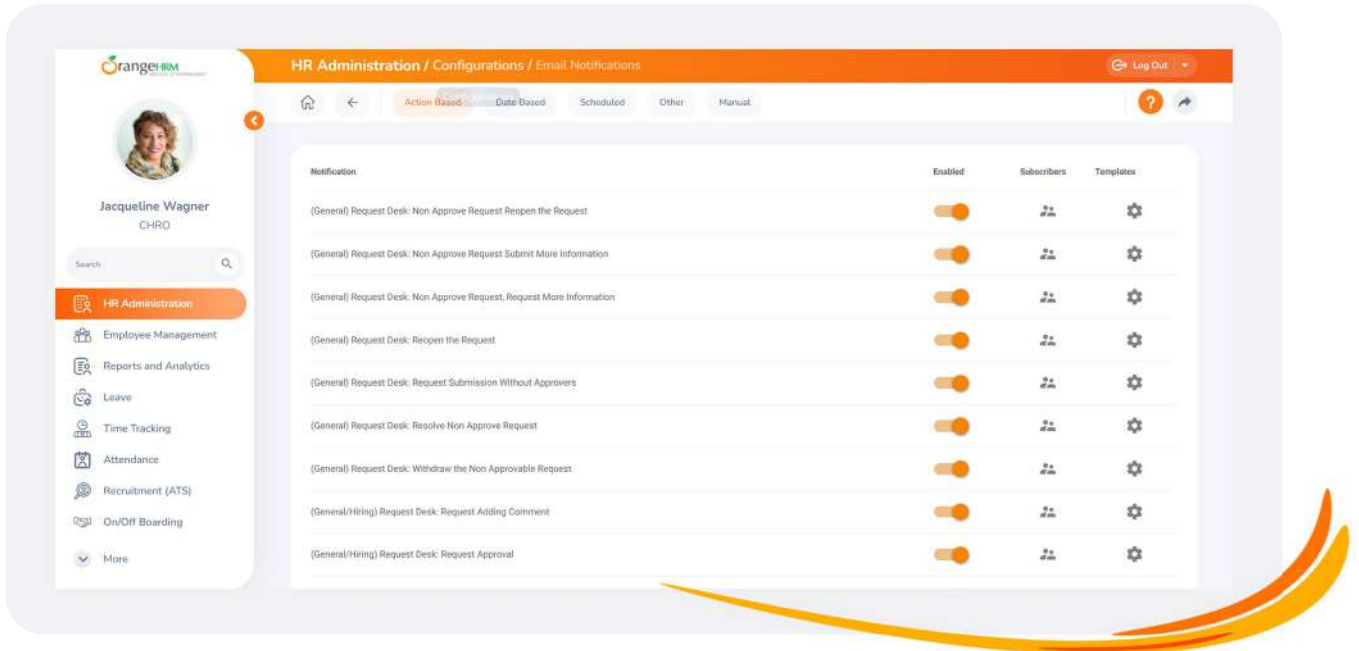 OrangeHRM
HR Administration / Configurations / Email Notifications
Log Out
Action Based
Date Based
Scheduled
Other
Manual
?
Jacqueline Wagner
CHRO
Search
HR Administration
Employee Management
Reports and Analytics
Leave
Time Tracking
Attendance
Recruitment (ATS)
On/Off Boarding
More
Notification
Enabled
Subscribers
Templates
(General) Request Desk: Non Approve Request Reopen the Request
(General) Request Desk: Non Approve Request Submit More Information
(General) Request Desk: Non Approve Request, Request More Information
(General) Request Desk: Reopen the Request
(General) Request Desk: Request Submission Without Approvers
(General) Request Desk: Resolve Non Approve Request
(General) Request Desk: Withdraw the Non Approvable Request
(General/Hiring) Request Desk: Request Adding Comment
(General/Hiring) Request Desk: Request Approval